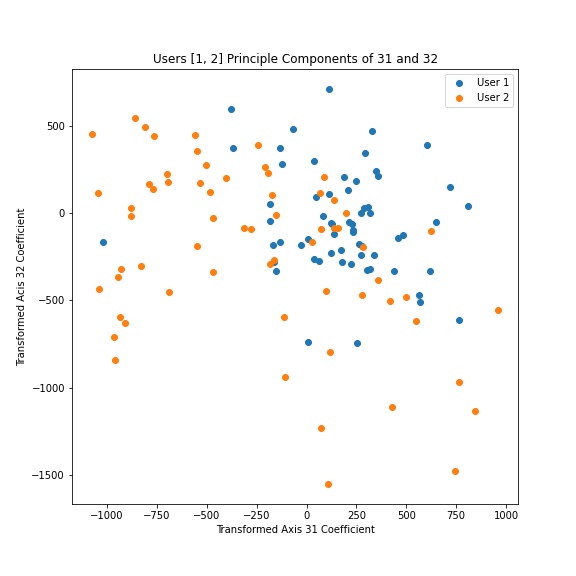 Users [1, 2] Principle Components of 31 and 32
User 1
User 2
500
0
−500
−1000
−1500
Transformed Acis 32 Coefficient
−1000 −750 −500 −250 0 250 500 750 1000
Transformed Axis 31 Coefficient